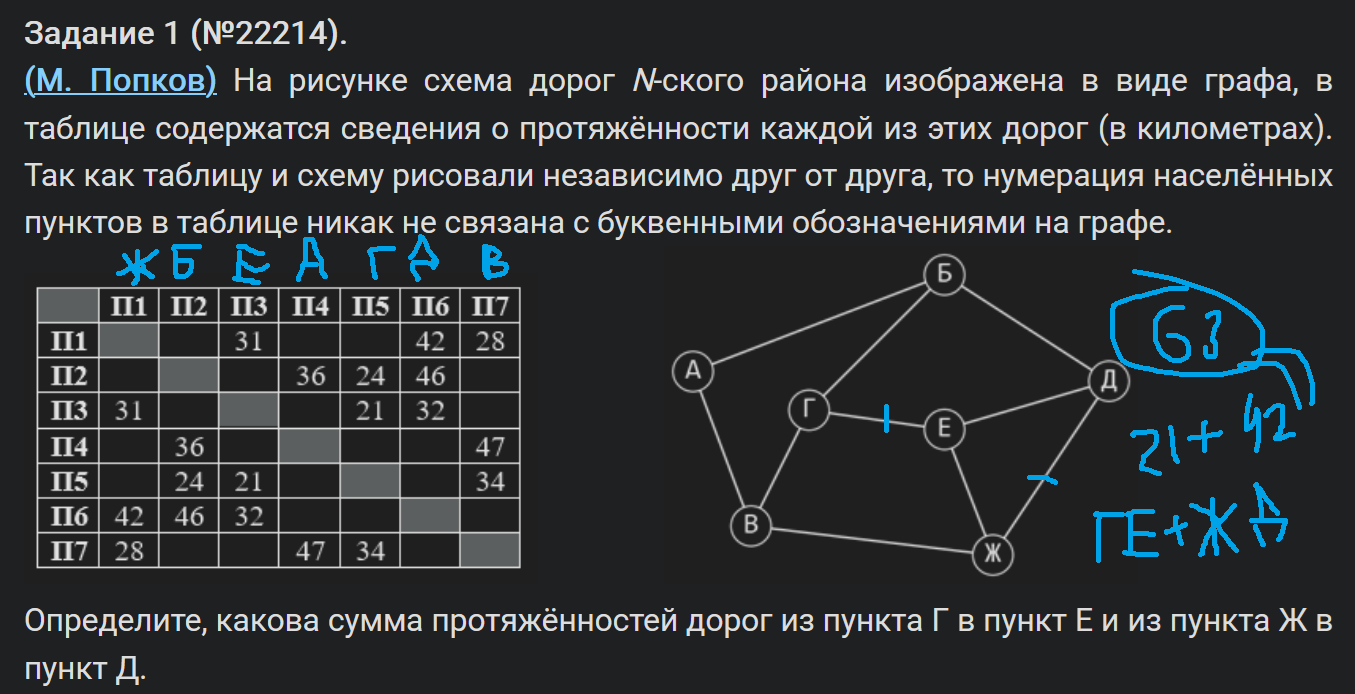 Задание 1 (№22214).
(М. Попков) На рисунке схема дорог N-ского района изображена в виде графа, в
таблице содержатся сведения о протяжённости каждой из этих дорог (в километрах).
Так как таблицу и схему рисовали независимо друг от друга, то нумерация населённых
пунктов в таблице никак не связана с буквенными обозначениями на графе.
Ж Б Е А Г Д В
П1 П2 П3 П4 П5 П6 П7
П1 31 42 28
П2 36 24 46
П3 31 21 32
П4 36 47
П5 24 21 34
П6 42 46 32
П7 28 47 34
Б
А
Д
Г
Е
В
Ж
63
21+42
ГЕ+ЖД
Определите, какова сумма протяжённостей дорог из пункта Г в пункт Е и из пункта Ж в
пункт Д.